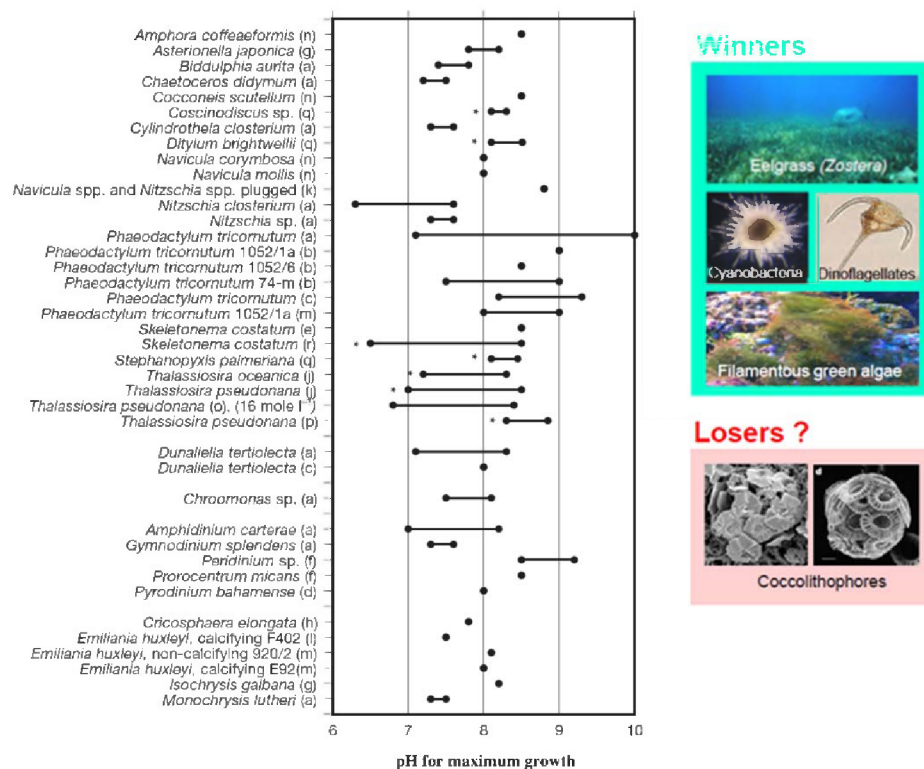 Amphora coffeaeformis (n)
Asterionella japonica (g)
Biddulphia aurita (a)
Chaetoceros didymum (a)
Cocconeis scutellum (n)
Coscinodiscus sp. (q)
*
Cylindrothela closterium (a)
Ditylum brightwellii (q)
*
Navicula corymbosa (n)
Navicula mollis (n)
Navicula spp. and Nitzschia spp. plugged (k)
Nitzschia closterium (a)
Nitzschia sp. (a)
Phaeodactylum tricornutum (a)
Phaeodactylum tricornutum 1052/1a (b)
Phaeodactylum tricornutum 1052/6 (b)
Phaeodactylum tricornutum 74-m (b)
Phaeodactylum tricornutum (c)
Phaeodactylum tricornutum 1052/1a (m)
Skeletonema costatum (e)
Skeletonema costatum (r)
*
Stephanopyxis palmeriana (q)
*
Thalassiosira oceanica (j)
*
Thalassiosira pseudonana (j)
*
Thalassiosira pseudonana (o). (16 mole l⁻¹)
Thalassiosira pseudonana (p)
*
Dunaliella tertiolecta (a)
Dunaliella tertiolecta (c)
Chroomonas sp. (a)
Amphidinium carterae (a)
Gymnodinium splendens (a)
Peridinium sp. (f)
Prorocentrum micans (f)
Pyrodinium bahamense (d)
Cricosphaera elongata (h)
Emiliania huxleyi, calcifying F402 (l)
Emiliania huxleyi, non-calcifying 920/2 (m)
Emiliania huxleyi, calcifying E92(m)
Isochrysis galbana (g)
Monochrysis lutheri (a)
6 7 8 9 10
pH for maximum growth
Winners
Eelgrass (Zostera)
Cyanobacteria
Dinoflagellates
Filamentous green algae
Losers ?
d
Coccolithophores